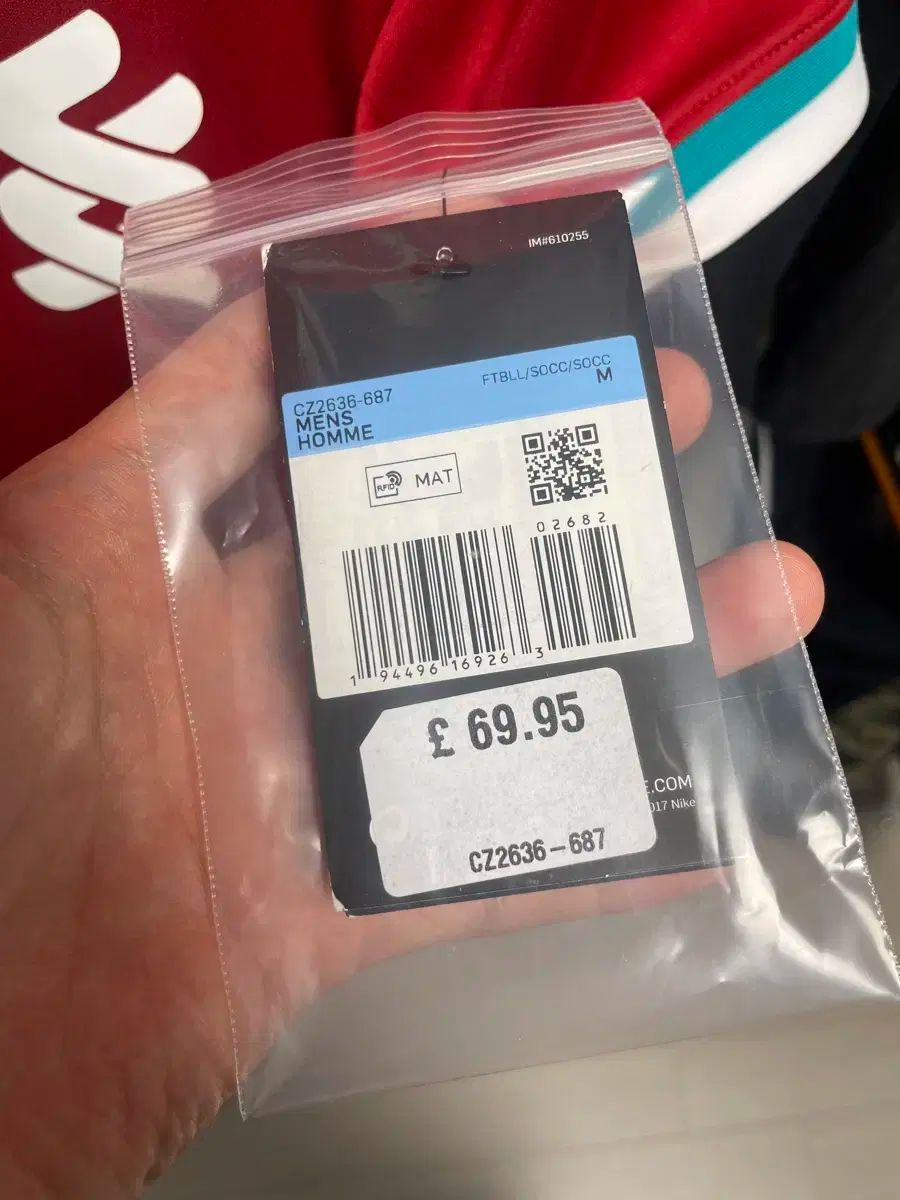 IM#610255
CZ2636-687
MENS
HOMME
FTBLL/SOCC/SOCC
M
RFID
MAT
02682
1 94496 16926 3
£ 69.95
E.COM
2017 Nike
CZ2636-687